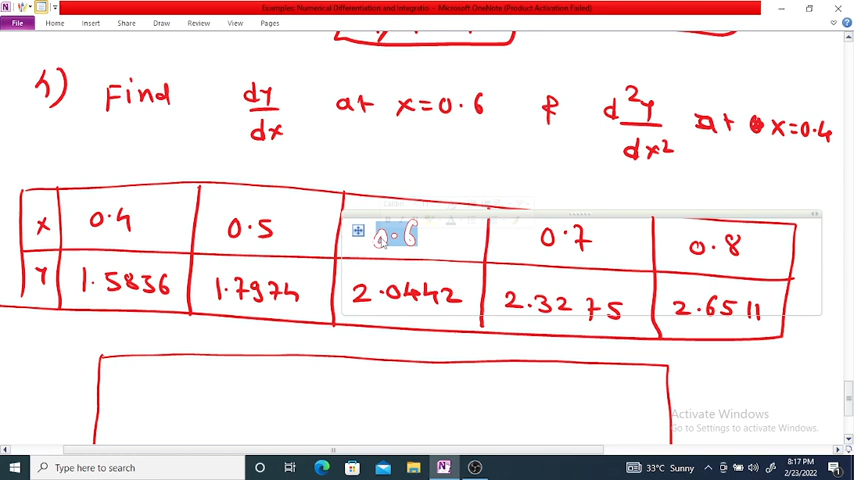 Examples, Numerical Differentiation and Integratin - Microsoft OneNote (Product Activation Failed)
File Home Insert Draw History Review View Pages
4) Find dy/dx at x=0.6 & d²y/dx² at x=0.4
X 0.4 0.5 0.6 0.7 0.8
Y 1.5836 1.7974 2.0442 2.3275 2.6511
Activate Windows
Go to Settings to activate Windows.
Type here to search 33°C Sunny 8:17 PM
2/23/2022